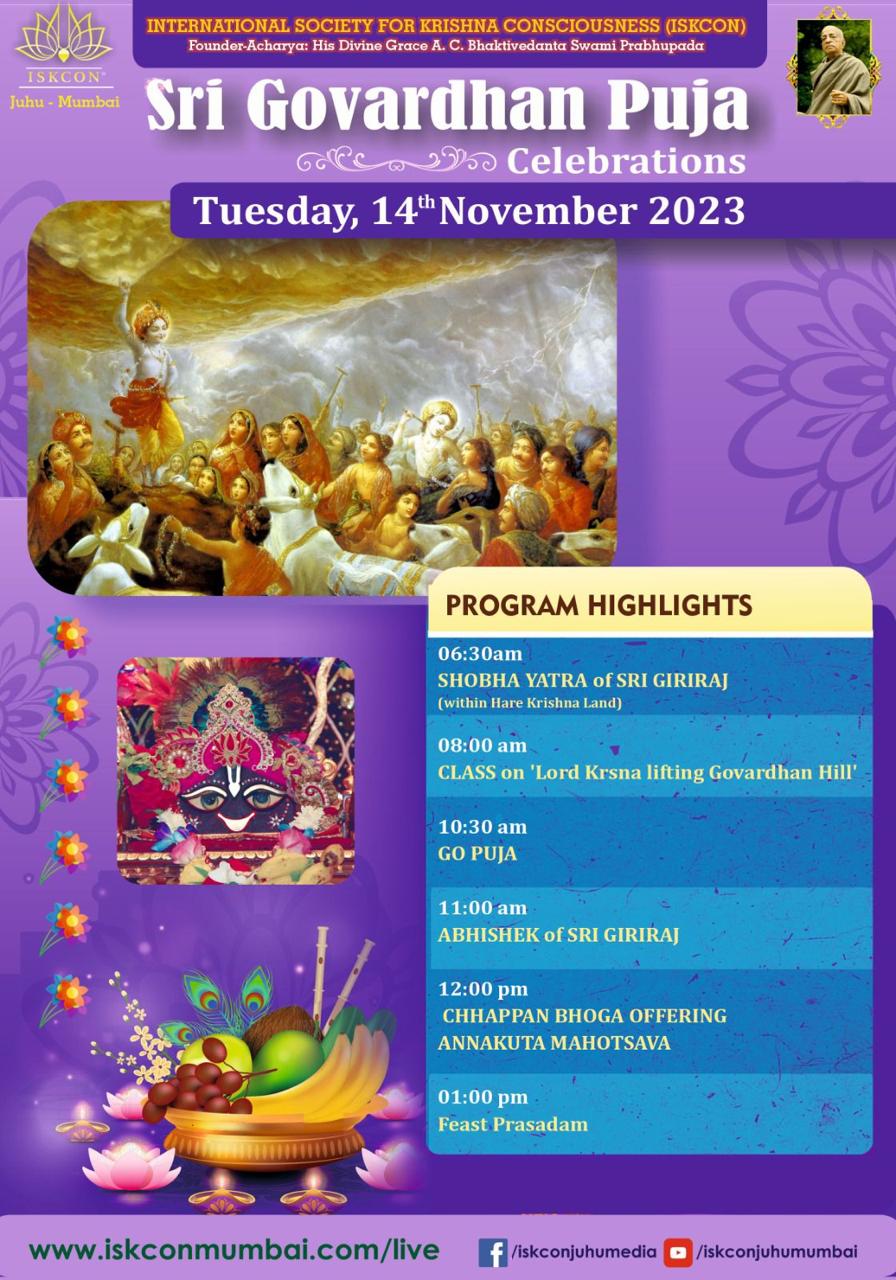 INTERNATIONAL SOCIETY FOR KRISHNA CONSCIOUSNESS (ISKCON)
Founder-Acharya: His Divine Grace A. C. Bhaktivedanta Swami Prabhupada
ISKCON
Juhu - Mumbai
Sri Govardhan Puja
Celebrations
Tuesday, 14th November 2023
PROGRAM HIGHLIGHTS
06:30am
SHOBHA YATRA of SRI GIRIRAJ
(within Hare Krishna Land)
08:00 am
CLASS on 'Lord Krsna lifting Govardhan Hill'
10:30 am
GO PUJA
11:00 am
ABHISHEK of SRI GIRIRAJ
12:00 pm
CHHAPPAN BHOGA OFFERING
ANNAKUTA MAHOTSAVA
01:00 pm
Feast Prasadam
www.iskconmumbai.com/live
/iskconjuhumedia
/iskconjuhumumbai